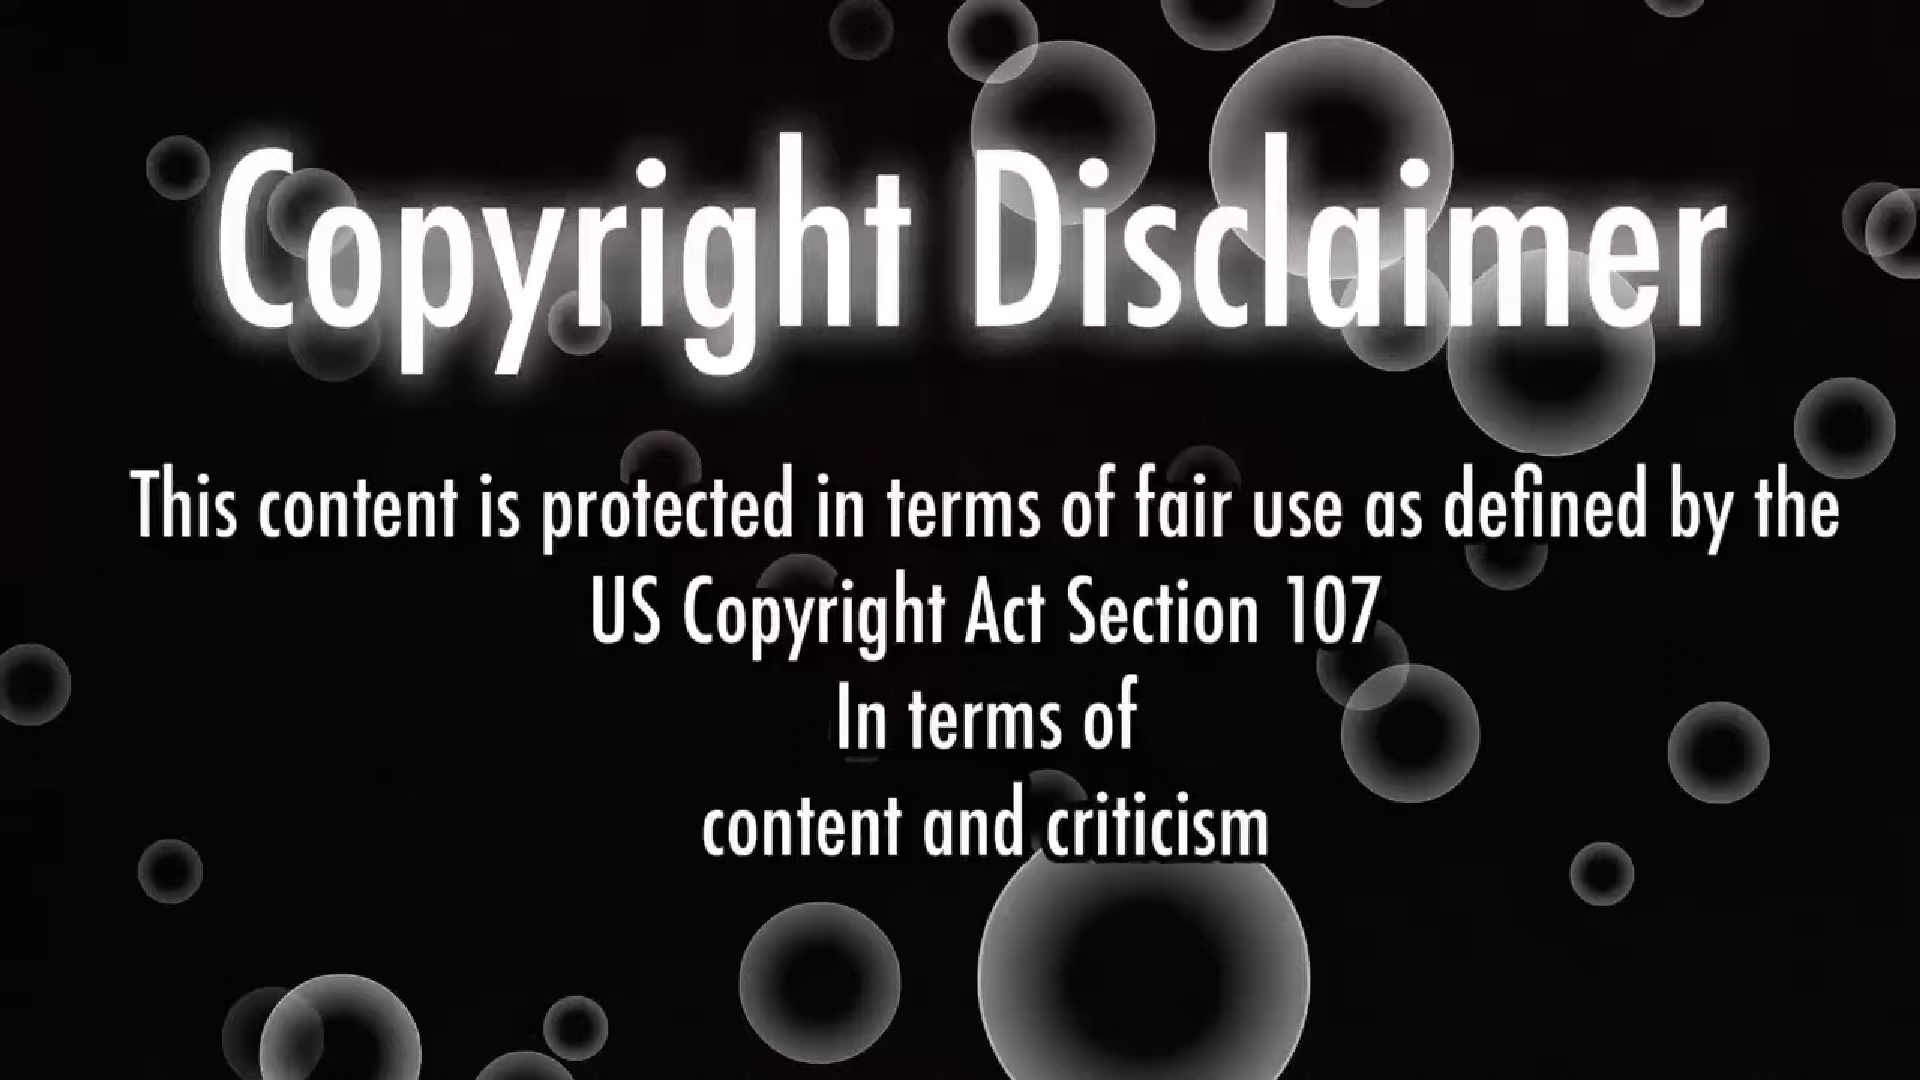 Copyright Disclaimer
This content is protected in terms of fair use as defined by the
US Copyright Act Section 107
In terms of
content and criticism